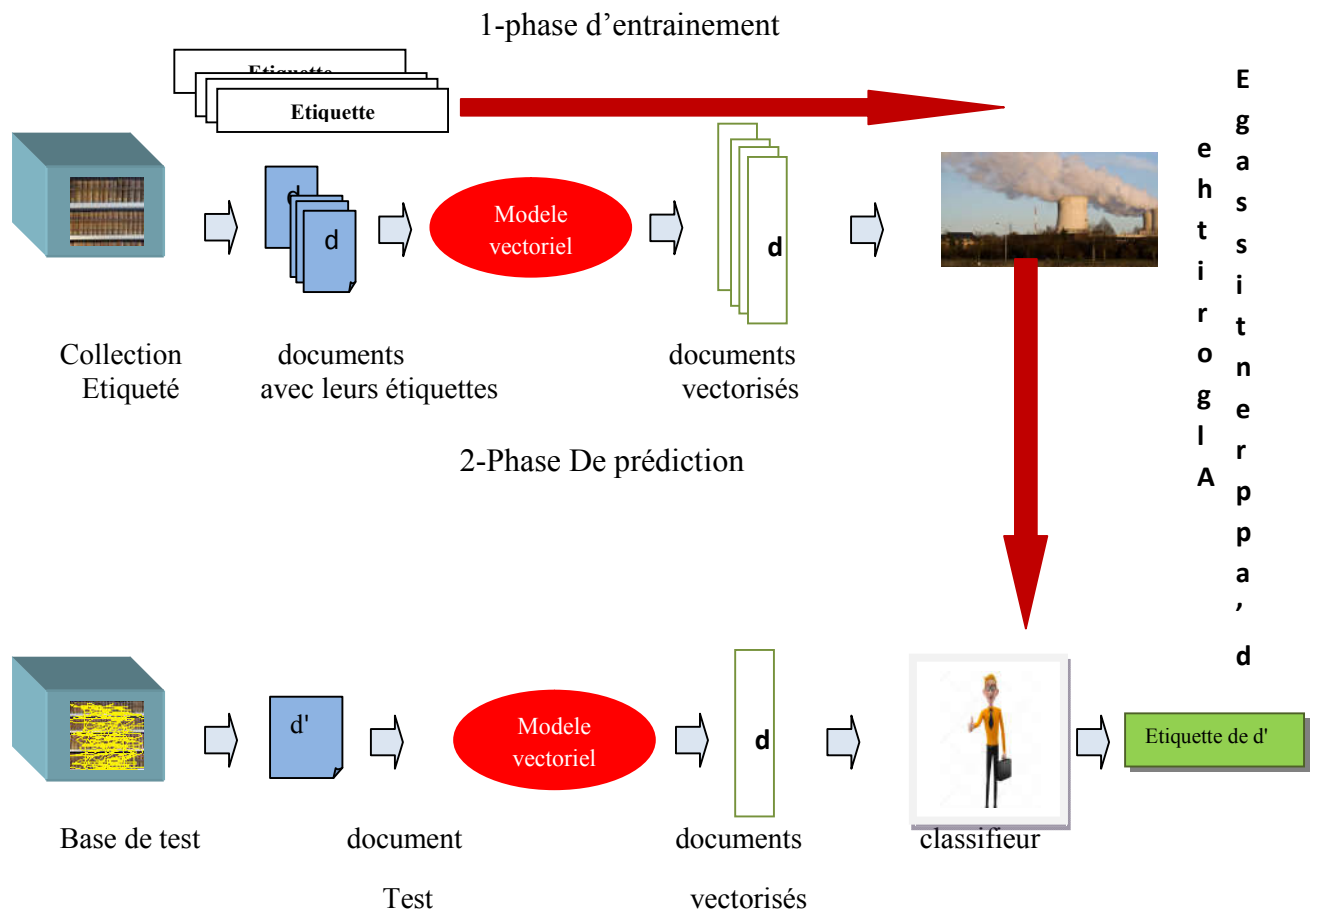 1-phase d’entrainement
Etiquette
Etiquette
d
d
Modele
vectoriel
d
Collection
Etiqueté
documents
avec leurs étiquettes
documents
vectorisés
Algorithe
d’apprentissagE
2-Phase De prédiction
d'
Modele
vectoriel
d
Etiquette de d'
Base de test
document
Test
documents
vectorisés
classifieur